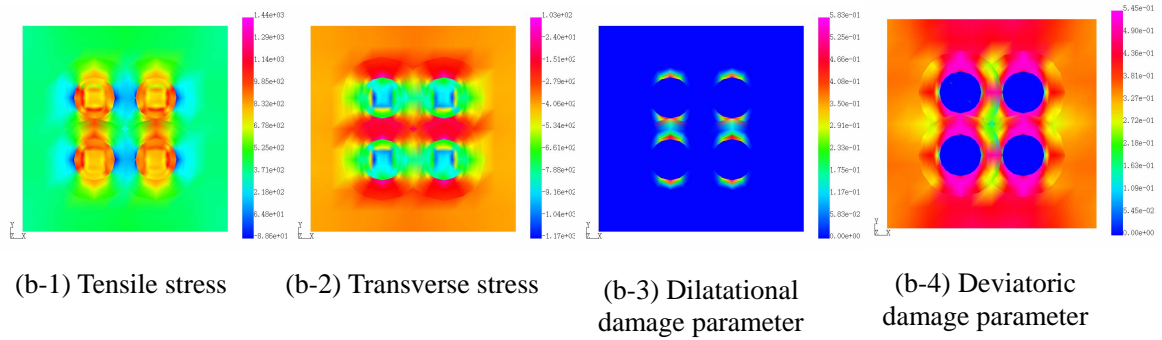 1.44e+03
1.29e+03
1.13e+03
9.85e+02
8.32e+02
6.78e+02
5.25e+02
3.71e+02
2.18e+02
6.48e+01
-8.86e+01
Y
Z X
1.03e+02
-2.40e+01
-1.51e+02
-2.79e+02
-4.06e+02
-5.33e+02
-6.61e+02
-7.88e+02
-9.16e+02
-1.04e+03
-1.17e+03
Y
Z X
5.83e-01
5.25e-01
4.66e-01
4.08e-01
3.50e-01
2.91e-01
2.33e-01
1.75e-01
1.17e-01
5.83e-02
0.00e+00
Y
Z X
5.45e-01
4.90e-01
4.36e-01
3.81e-01
3.27e-01
2.72e-01
2.18e-01
1.63e-01
1.09e-01
5.45e-02
0.00e+00
Y
Z X
(b-1) Tensile stress
(b-2) Transverse stress
(b-3) Dilatational
damage parameter
(b-4) Deviatoric
damage parameter